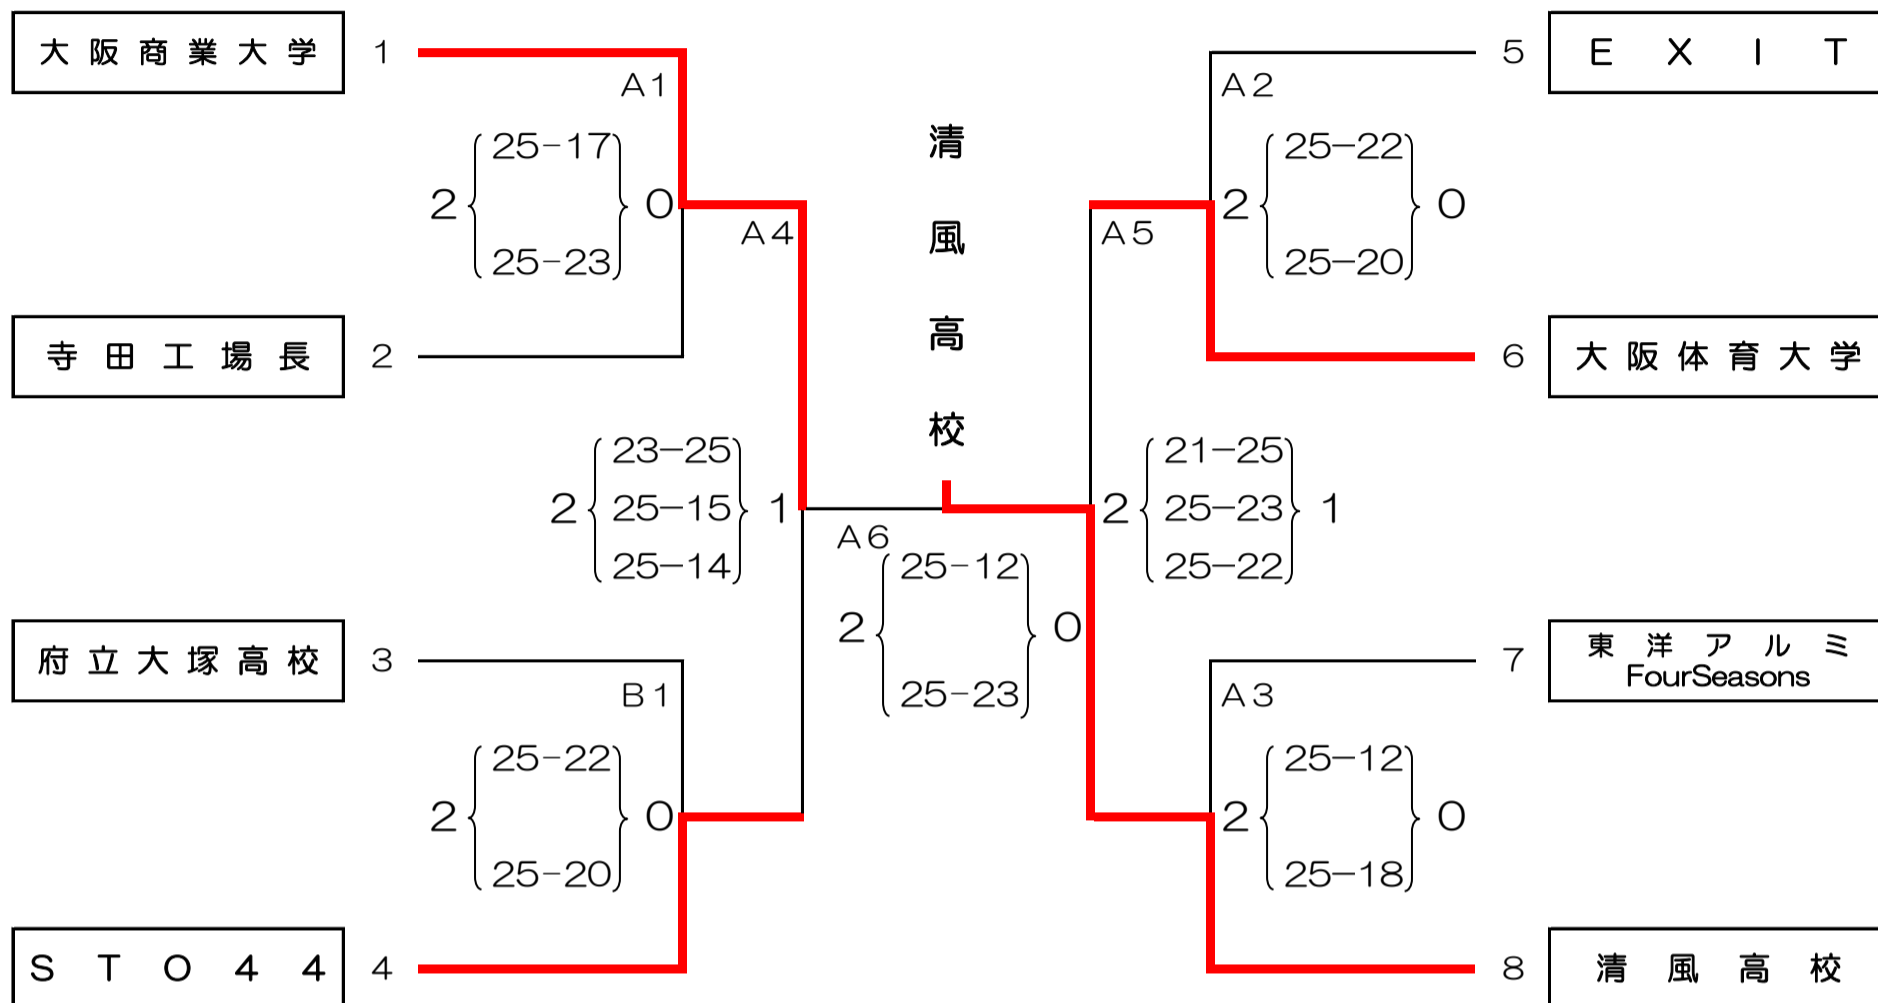 大阪商業大学 1
A1
25-17
2 0
25-23
寺田工場長 2
A4
23-25
2 25-15 1
25-14
府立大塚高校 3
B1
25-22
2 0
25-20
STO44 4
清風高校
A6
25-12
2 0
25-23
5 EXIT
A2
25-22
2 0
25-20
6 大阪体育大学
A5
21-25
2 25-23 1
25-22
7 東洋アルミ
FourSeasons
A3
25-12
2 0
25-18
8 清風高校